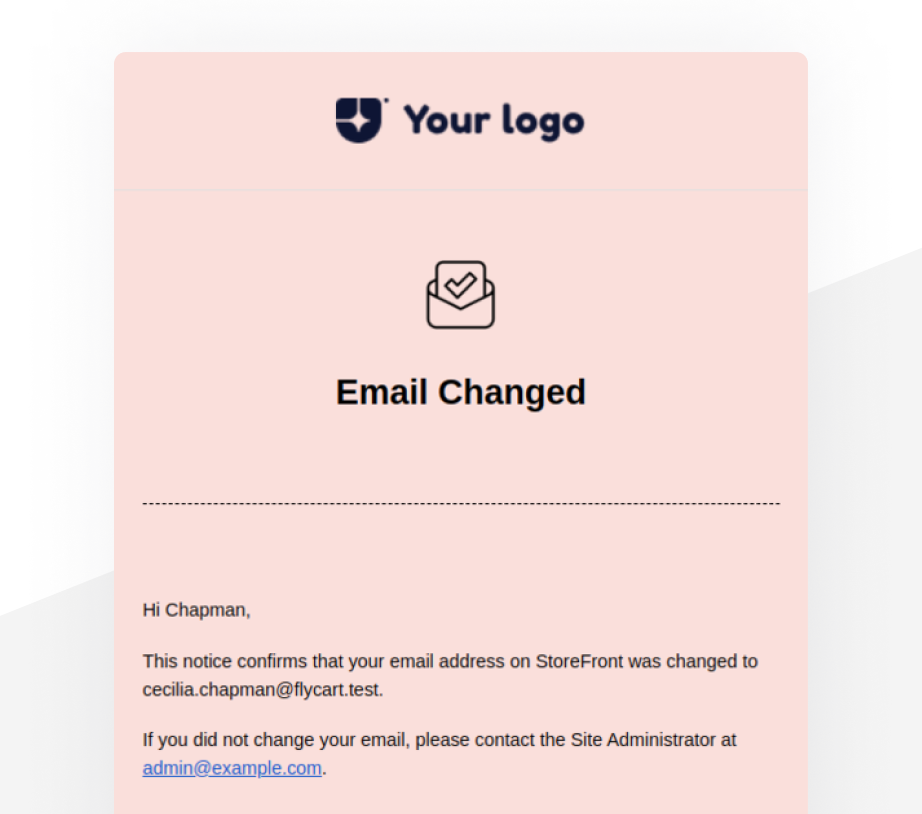 Your logo
Email Changed
Hi Chapman,
This notice confirms that your email address on StoreFront was changed to
cecilia.chapman@flycart.test.
If you did not change your email, please contact the Site Administrator at
admin@example.com.